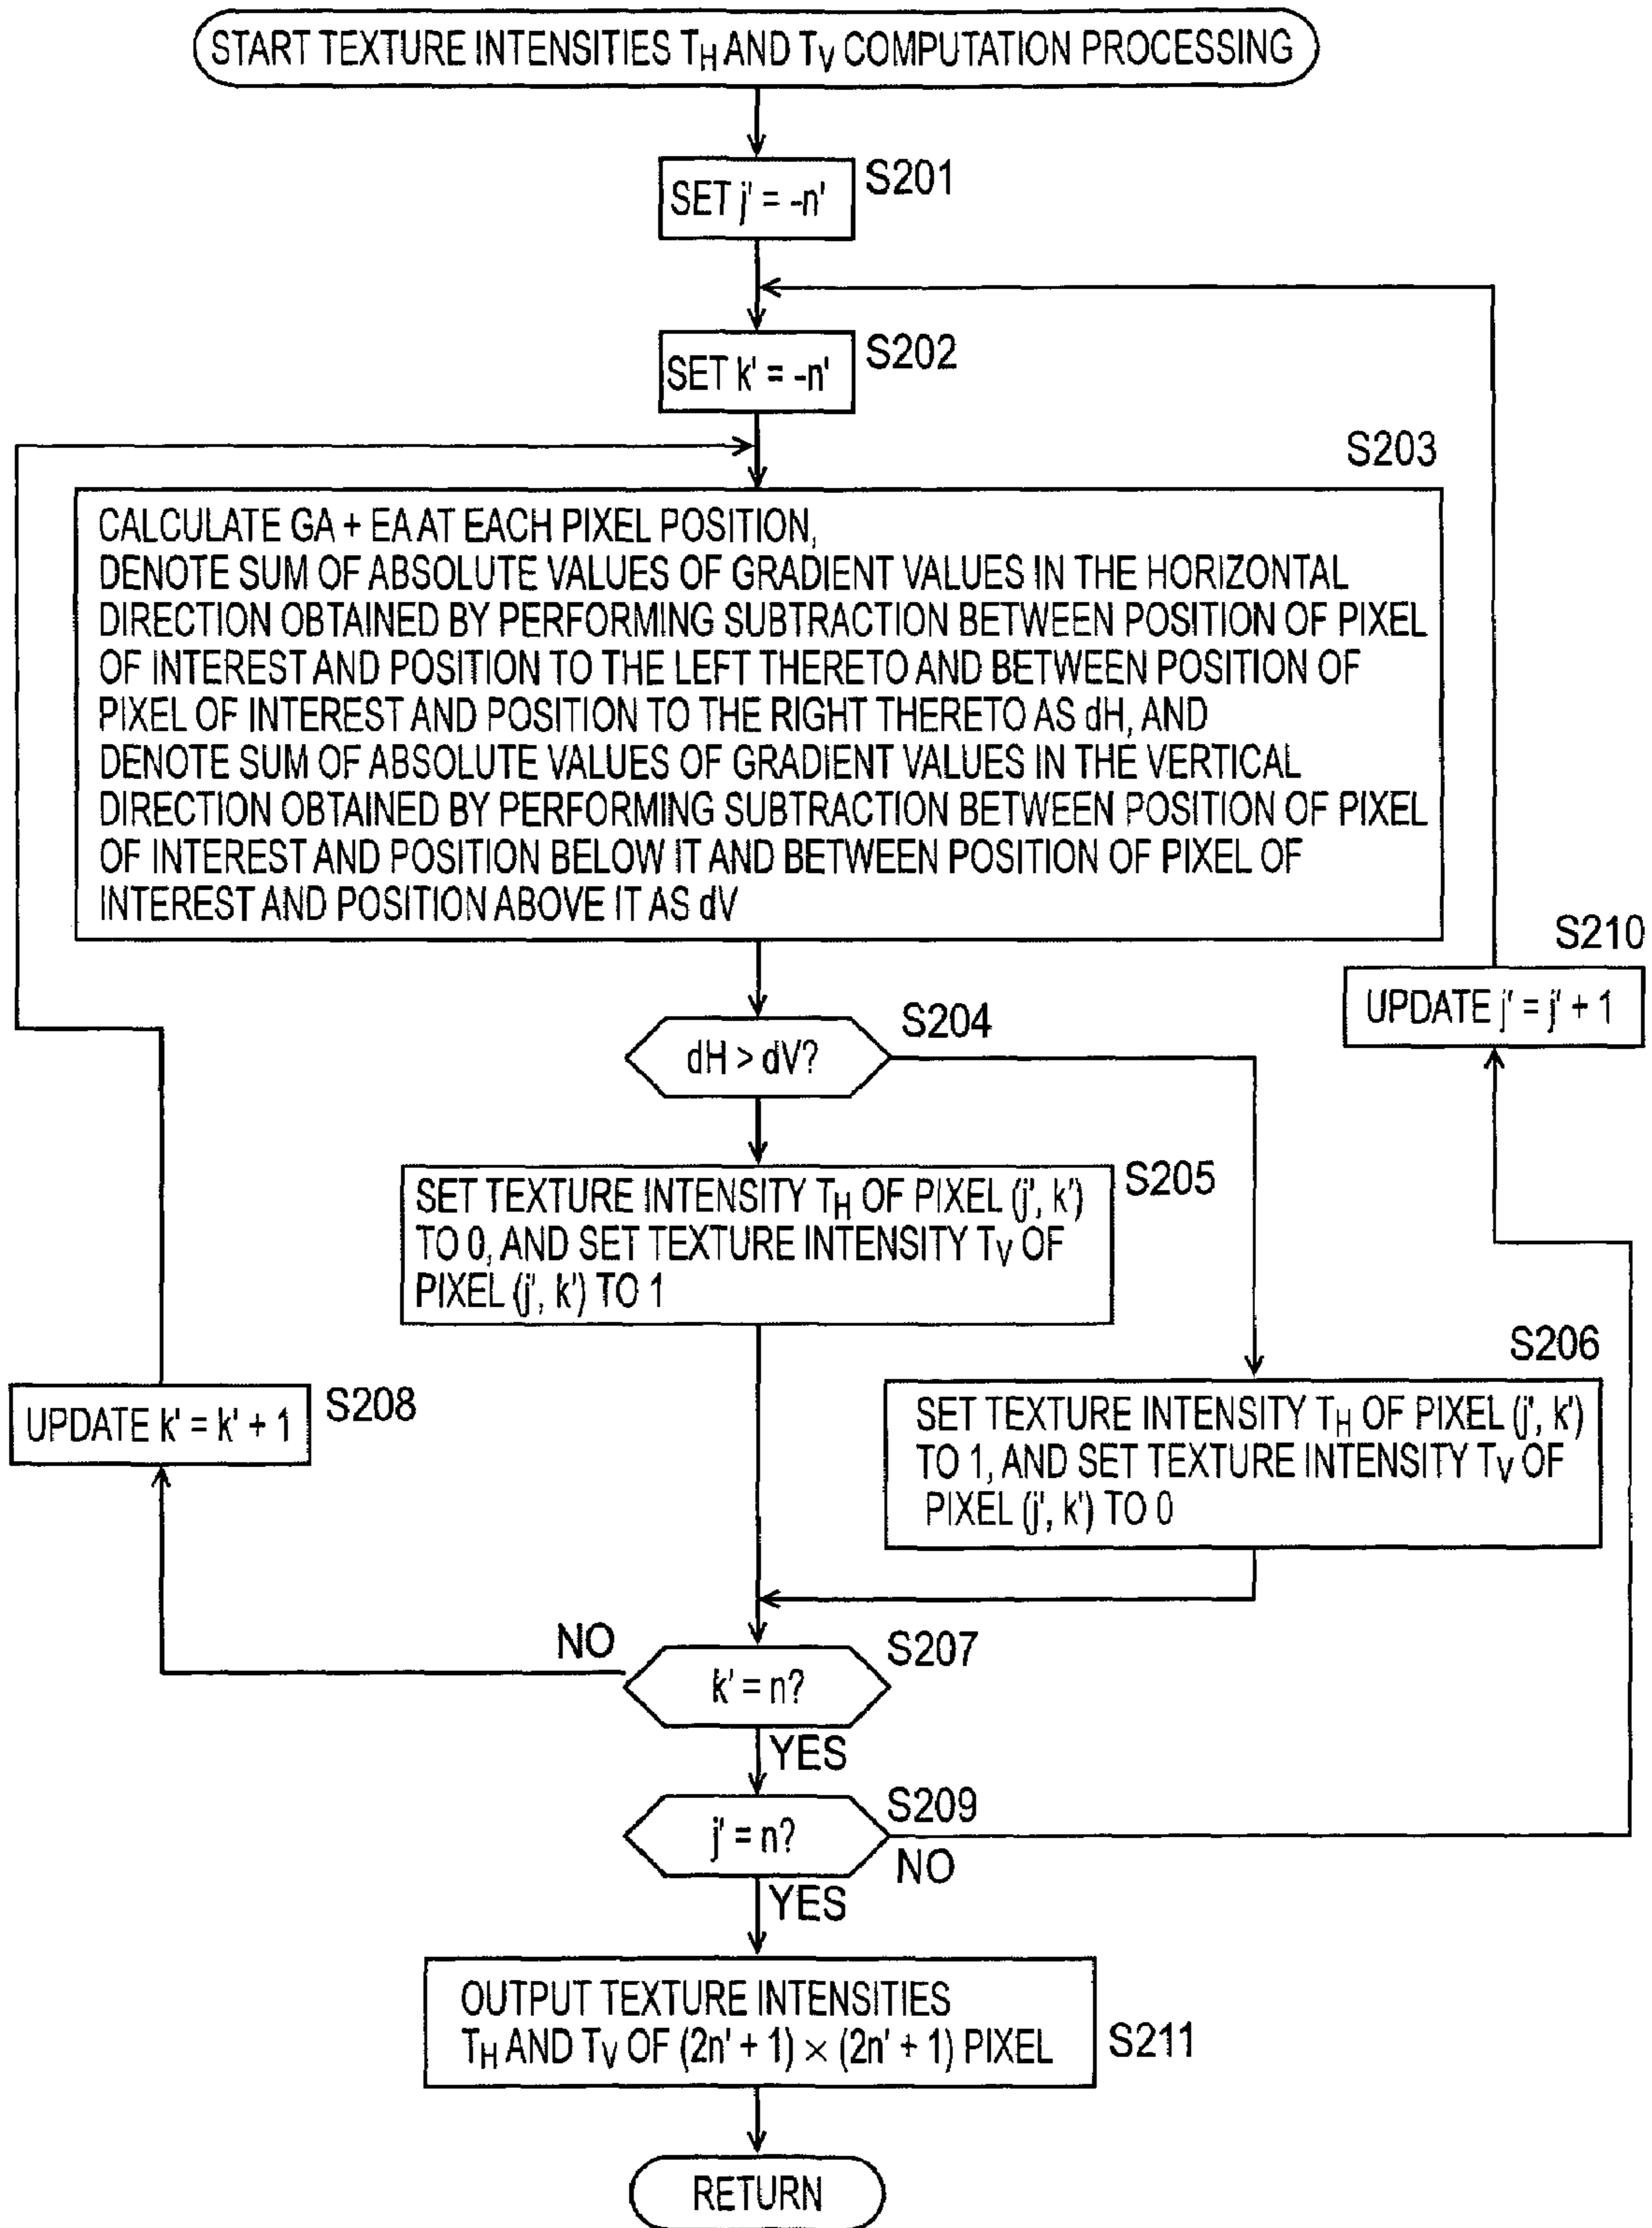 START TEXTURE INTENSITIES TH AND TV COMPUTATION PROCESSING
SET j' = -n'
S201
SET k' = -n'
S202
S203
CALCULATE GA + EA AT EACH PIXEL POSITION,
DENOTE SUM OF ABSOLUTE VALUES OF GRADIENT VALUES IN THE HORIZONTAL
DIRECTION OBTAINED BY PERFORMING SUBTRACTION BETWEEN POSITION OF PIXEL
OF INTEREST AND POSITION TO THE LEFT THERETO AND BETWEEN POSITION OF
PIXEL OF INTEREST AND POSITION TO THE RIGHT THERETO AS dH, AND
DENOTE SUM OF ABSOLUTE VALUES OF GRADIENT VALUES IN THE VERTICAL
DIRECTION OBTAINED BY PERFORMING SUBTRACTION BETWEEN POSITION OF PIXEL
OF INTEREST AND POSITION BELOW IT AND BETWEEN POSITION OF PIXEL OF
INTEREST AND POSITION ABOVE IT AS dV
S210
UPDATE j' = j' + 1
S204
dH > dV?
S205
SET TEXTURE INTENSITY TH OF PIXEL (j', k')
TO 0, AND SET TEXTURE INTENSITY TV OF
PIXEL (j', k') TO 1
S206
SET TEXTURE INTENSITY TH OF PIXEL (j', k')
TO 1, AND SET TEXTURE INTENSITY TV OF
PIXEL (j', k') TO 0
UPDATE k' = k' + 1
S208
NO
S207
k' = n?
YES
S209
j' = n?
NO
YES
OUTPUT TEXTURE INTENSITIES
TH AND TV OF (2n' + 1) × (2n' + 1) PIXEL
S211
RETURN